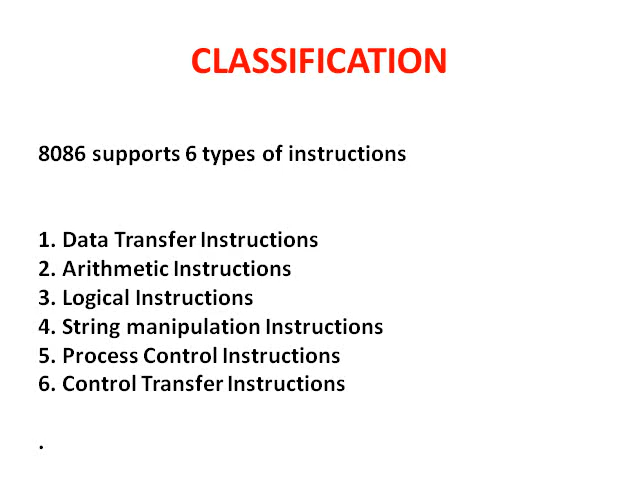 CLASSIFICATION
8086 supports 6 types of instructions
1. Data Transfer Instructions
2. Arithmetic Instructions
3. Logical Instructions
4. String manipulation Instructions
5. Process Control Instructions
6. Control Transfer Instructions
.